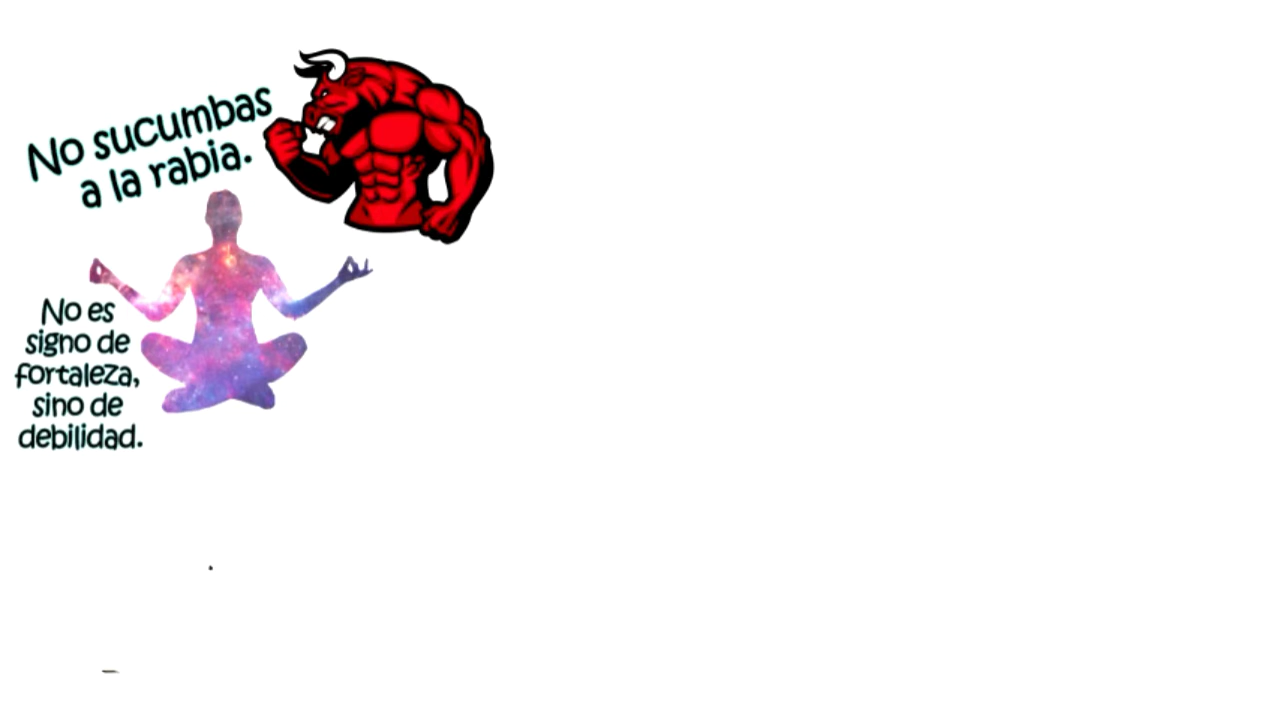 No sucumbas
a la rabia.
No es
signo de
fortaleza,
sino de
debilidad.